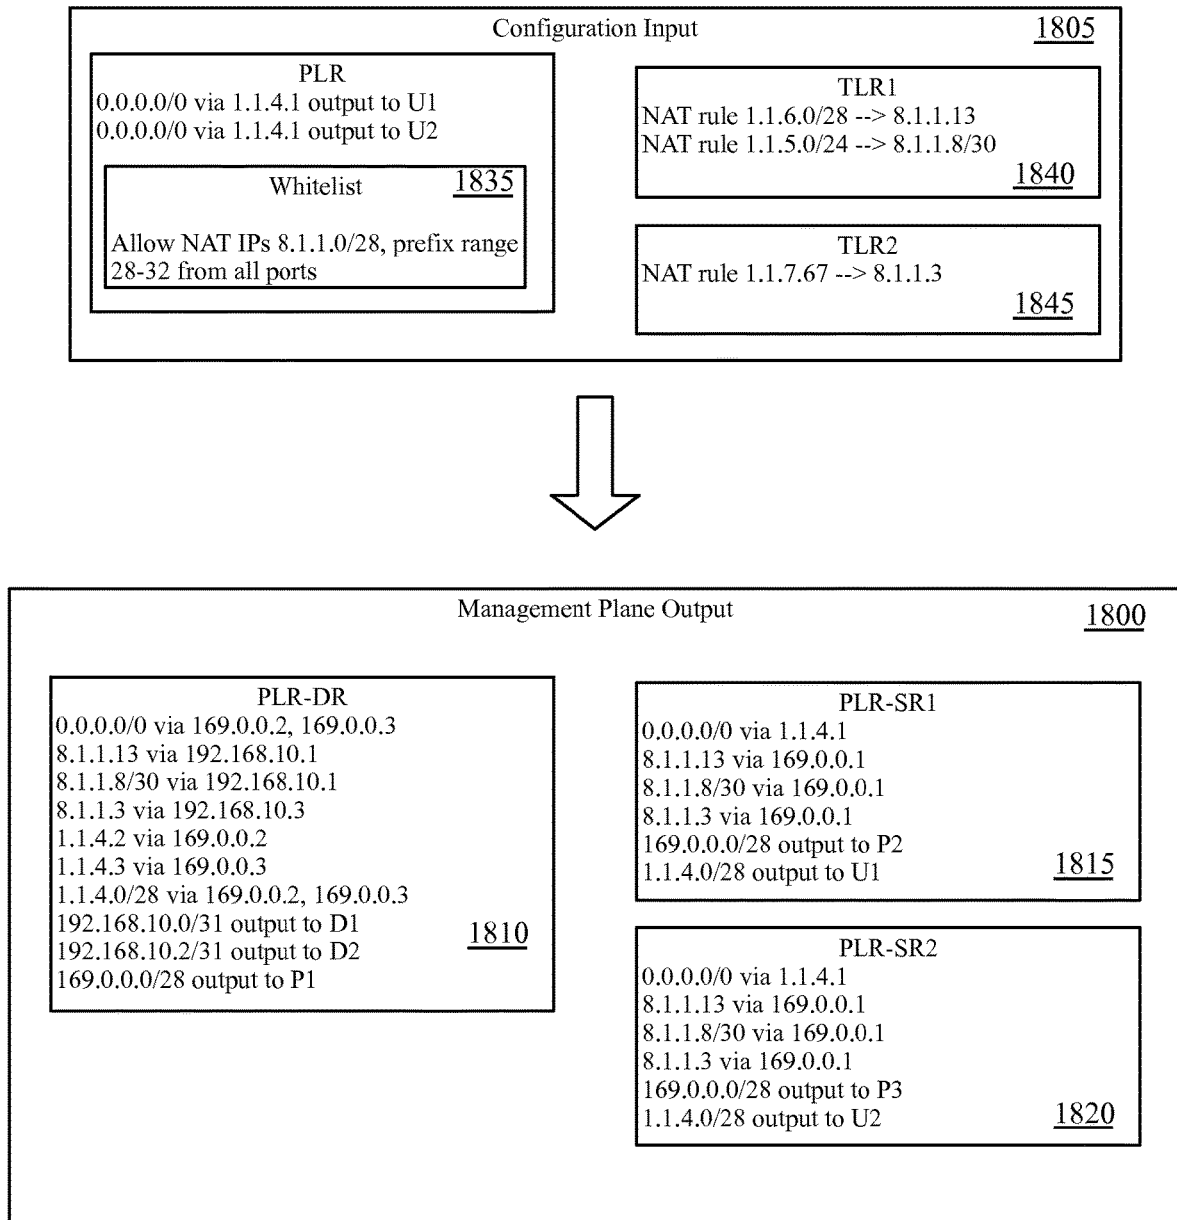 Configuration Input
1805
PLR
0.0.0.0/0 via 1.1.4.1 output to U1
0.0.0.0/0 via 1.1.4.1 output to U2
Whitelist
1835
Allow NAT IPs 8.1.1.0/28, prefix range
28-32 from all ports
TLR1
NAT rule 1.1.6.0/28 --> 8.1.1.13
NAT rule 1.1.5.0/24 --> 8.1.1.8/30
1840
TLR2
NAT rule 1.1.7.67 --> 8.1.1.3
1845
Management Plane Output
1800
PLR-DR
0.0.0.0/0 via 169.0.0.2, 169.0.0.3
8.1.1.13 via 192.168.10.1
8.1.1.8/30 via 192.168.10.1
8.1.1.3 via 192.168.10.3
1.1.4.2 via 169.0.0.2
1.1.4.3 via 169.0.0.3
1.1.4.0/28 via 169.0.0.2, 169.0.0.3
192.168.10.0/31 output to D1
192.168.10.2/31 output to D2
169.0.0.0/28 output to P1
1810
PLR-SR1
0.0.0.0/0 via 1.1.4.1
8.1.1.13 via 169.0.0.1
8.1.1.8/30 via 169.0.0.1
8.1.1.3 via 169.0.0.1
169.0.0.0/28 output to P2
1.1.4.0/28 output to U1
1815
PLR-SR2
0.0.0.0/0 via 1.1.4.1
8.1.1.13 via 169.0.0.1
8.1.1.8/30 via 169.0.0.1
8.1.1.3 via 169.0.0.1
169.0.0.0/28 output to P3
1.1.4.0/28 output to U2
1820